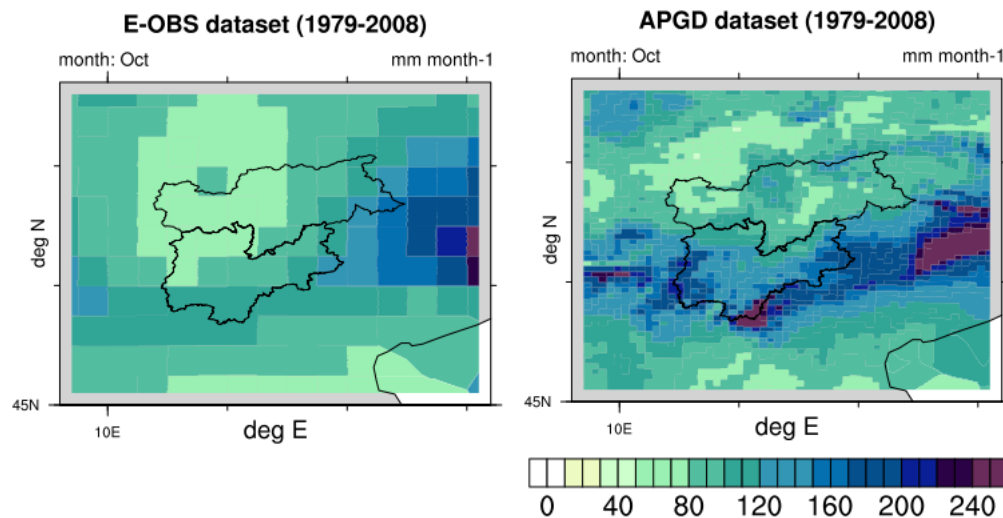 E-OBS dataset (1979-2008)
month: Oct mm month-1
deg N
45N
10E
deg E
APGD dataset (1979-2008)
month: Oct mm month-1
deg N
45N
10E
deg E
0 40 80 120 160 200 240